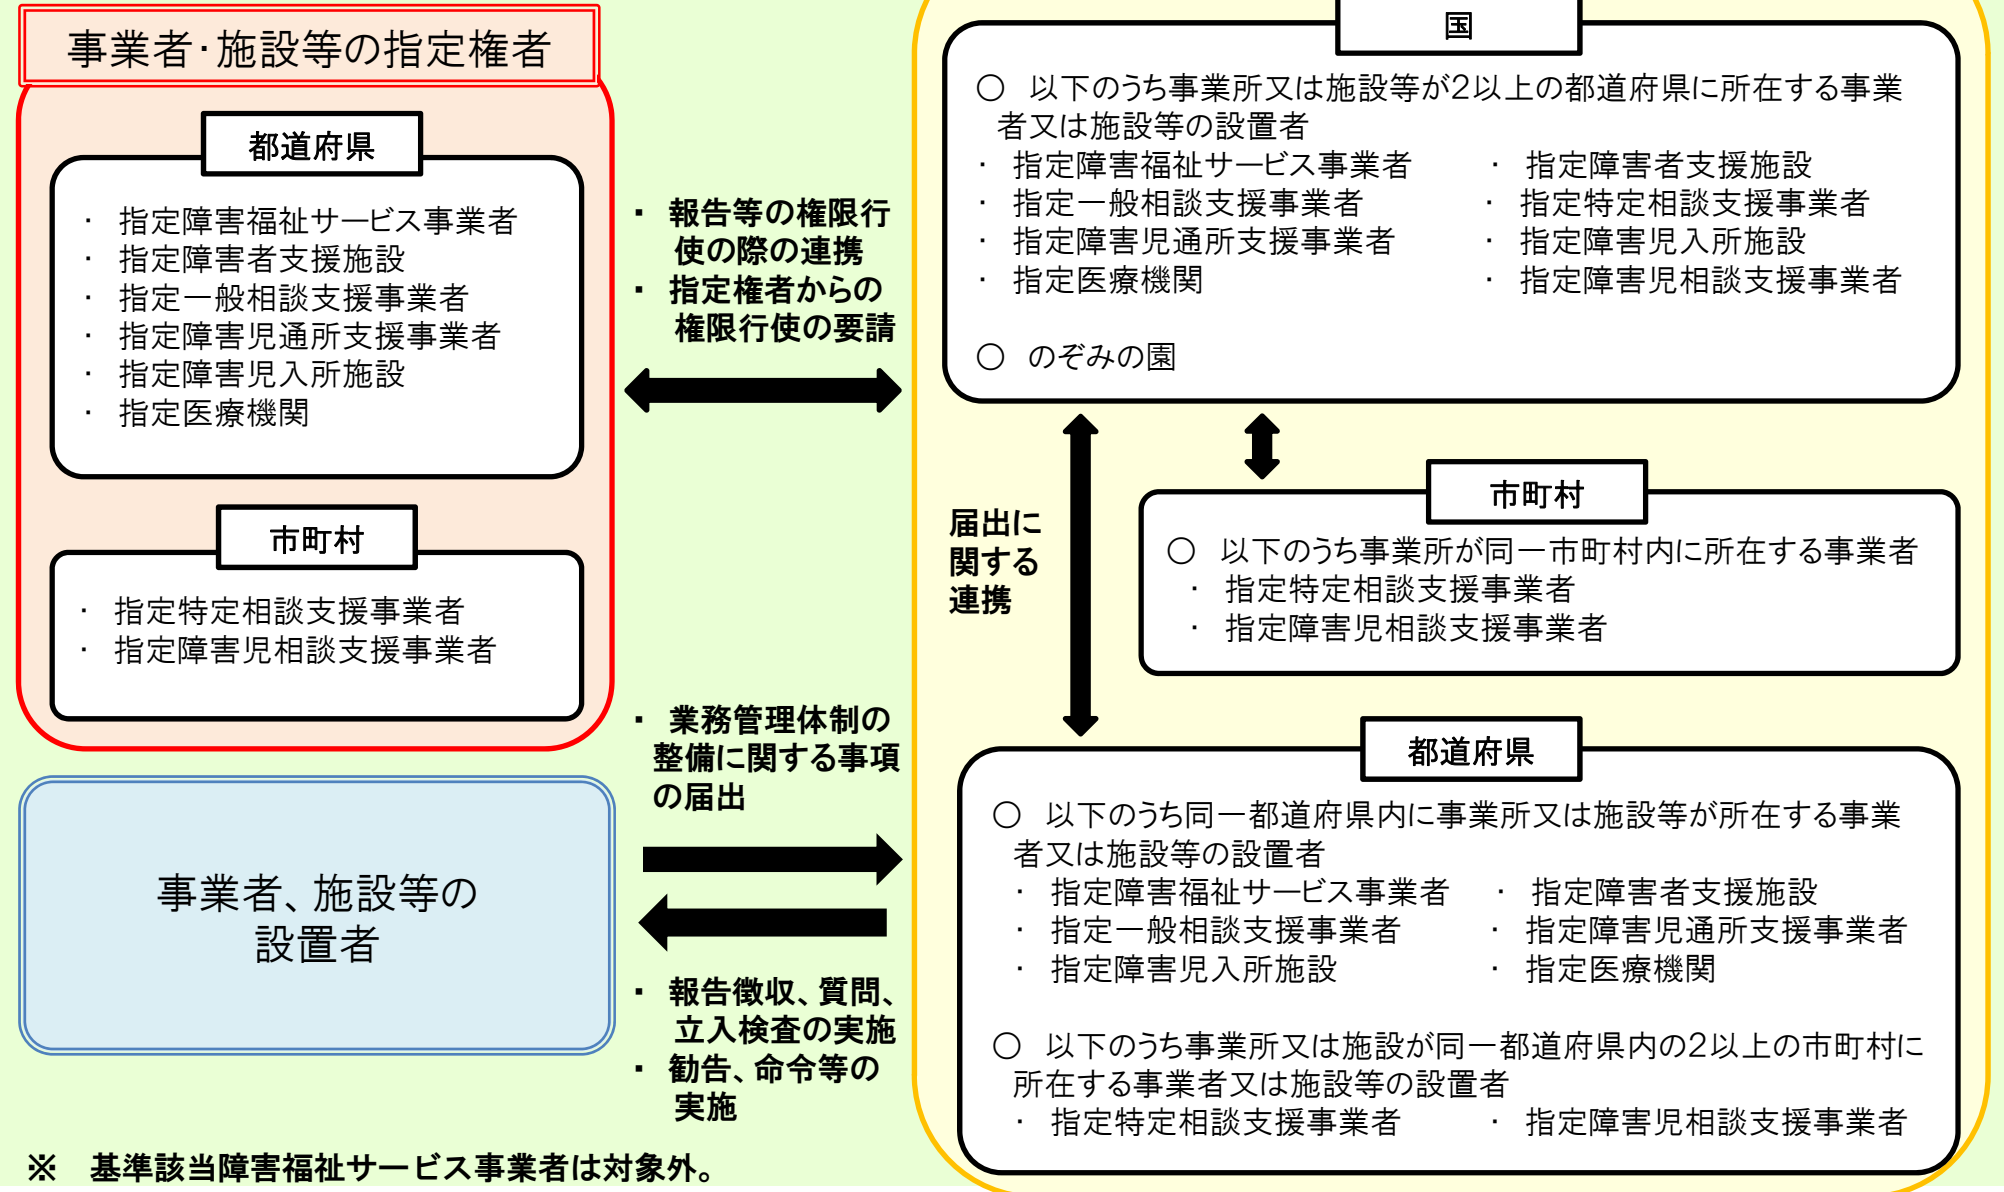 事業者・施設等の指定権者
都道府県
・ 指定障害福祉サービス事業者
・ 指定障害者支援施設
・ 指定一般相談支援事業者
・ 指定障害児通所支援事業者
・ 指定障害児入所施設
・ 指定医療機関
市町村
・ 指定特定相談支援事業者
・ 指定障害児相談支援事業者
事業者、施設等の
設置者
※ 基準該当障害福祉サービス事業者は対象外。
・ 報告等の権限行
使の際の連携
・ 指定権者からの
権限行使の要請
・ 業務管理体制の
整備に関する事項
の届出
・ 報告徴収、質問、
立入検査の実施
・ 勧告、命令等の
実施
国
○ 以下のうち事業所又は施設等が2以上の都道府県に所在する事業
者又は施設等の設置者
・ 指定障害福祉サービス事業者 ・ 指定障害者支援施設
・ 指定一般相談支援事業者 ・ 指定特定相談支援事業者
・ 指定障害児通所支援事業者 ・ 指定障害児入所施設
・ 指定医療機関 ・ 指定障害児相談支援事業者
○ のぞみの園
届出に
関する
連携
市町村
○ 以下のうち事業所が同一市町村内に所在する事業者
・ 指定特定相談支援事業者
・ 指定障害児相談支援事業者
都道府県
○ 以下のうち同一都道府県内に事業所又は施設等が所在する事業
者又は施設等の設置者
・ 指定障害福祉サービス事業者 ・ 指定障害者支援施設
・ 指定一般相談支援事業者 ・ 指定障害児通所支援事業者
・ 指定障害児入所施設 ・ 指定医療機関
○ 以下のうち事業所又は施設が同一都道府県内の2以上の市町村に
所在する事業者又は施設等の設置者
・ 指定特定相談支援事業者 ・ 指定障害児相談支援事業者